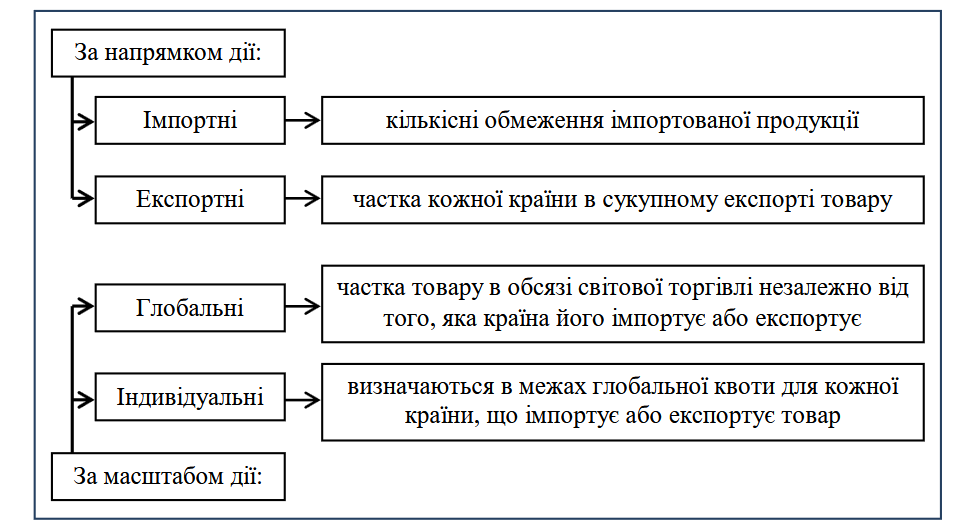 За напрямком дії:
Імпортні
кількісні обмеження імпортованої продукції
Експортні
частка кожної країни в сукупному експорті товару
Глобальні
частка товару в обсязі світової торгівлі незалежно від
того, яка країна його імпортує або експортує
Індивідуальні
визначаються в межах глобальної квоти для кожної
країни, що імпортує або експортує товар
За масштабом дії: